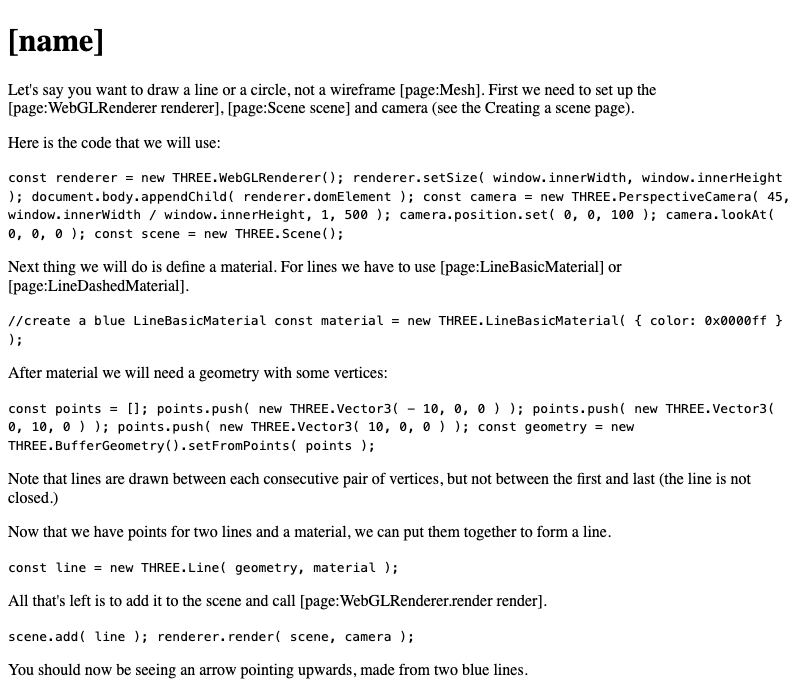 [name]
Let's say you want to draw a line or a circle, not a wireframe [page:Mesh]. First we need to set up the
[page:WebGLRenderer renderer], [page:Scene scene] and camera (see the Creating a scene page).
Here is the code that we will use:
const renderer = new THREE.WebGLRenderer(); renderer.setSize( window.innerWidth, window.innerHeight
); document.body.appendChild( renderer.domElement ); const camera = new THREE.PerspectiveCamera( 45,
window.innerWidth / window.innerHeight, 1, 500 ); camera.position.set( 0, 0, 100 ); camera.lookAt(
0, 0, 0 ); const scene = new THREE.Scene();
Next thing we will do is define a material. For lines we have to use [page:LineBasicMaterial] or
[page:LineDashedMaterial].
//create a blue LineBasicMaterial const material = new THREE.LineBasicMaterial( { color: 0x0000ff }
);
After material we will need a geometry with some vertices:
const points = []; points.push( new THREE.Vector3( - 10, 0, 0 ) ); points.push( new THREE.Vector3(
0, 10, 0 ) ); points.push( new THREE.Vector3( 10, 0, 0 ) ); const geometry = new
THREE.BufferGeometry().setFromPoints( points );
Note that lines are drawn between each consecutive pair of vertices, but not between the first and last (the line is not
closed.)
Now that we have points for two lines and a material, we can put them together to form a line.
const line = new THREE.Line( geometry, material );
All that's left is to add it to the scene and call [page:WebGLRenderer.render render].
scene.add( line ); renderer.render( scene, camera );
You should now be seeing an arrow pointing upwards, made from two blue lines.